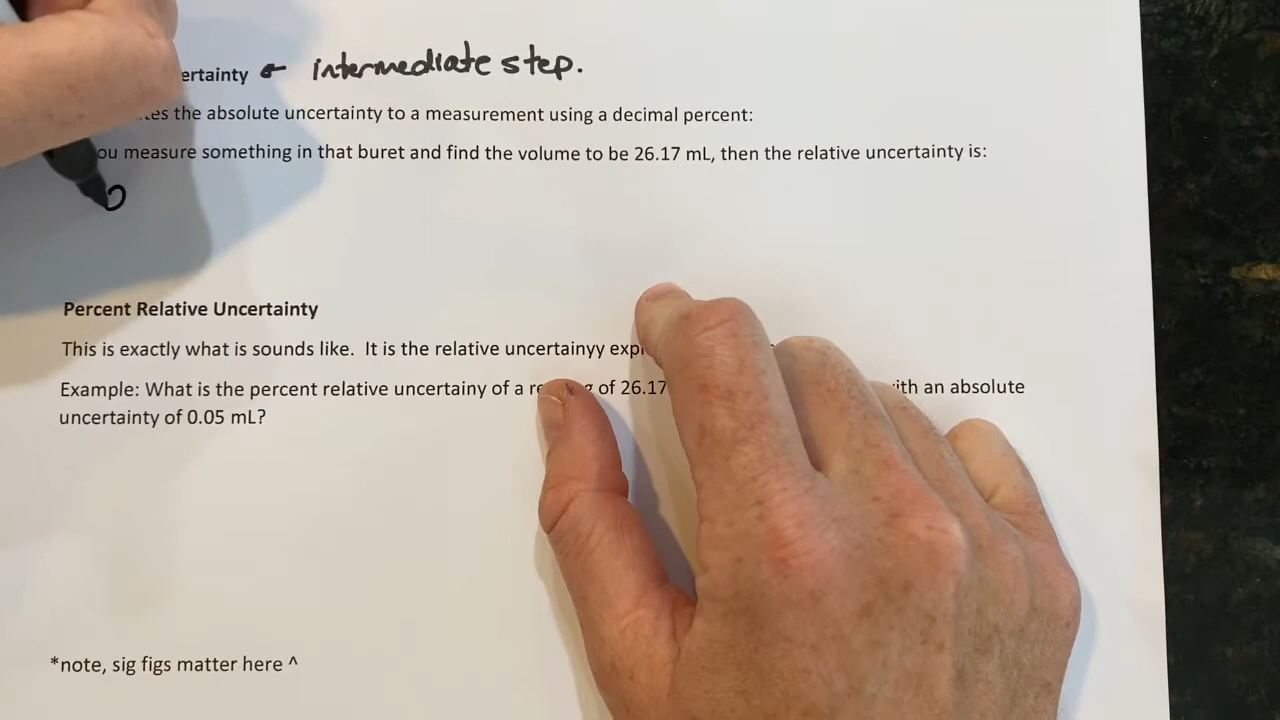 ertainty ← intermediate step.
the absolute uncertainty to a measurement using a decimal percent:
ou measure something in that buret and find the volume to be 26.17 mL, then the relative uncertainty is:
0
Percent Relative Uncertainty
This is exactly what is sounds like. It is the relative uncertainyy
Example: What is the percent relative uncertainy of a of 26.17 with an absolute
uncertainty of 0.05 mL?
*note, sig figs matter here ^